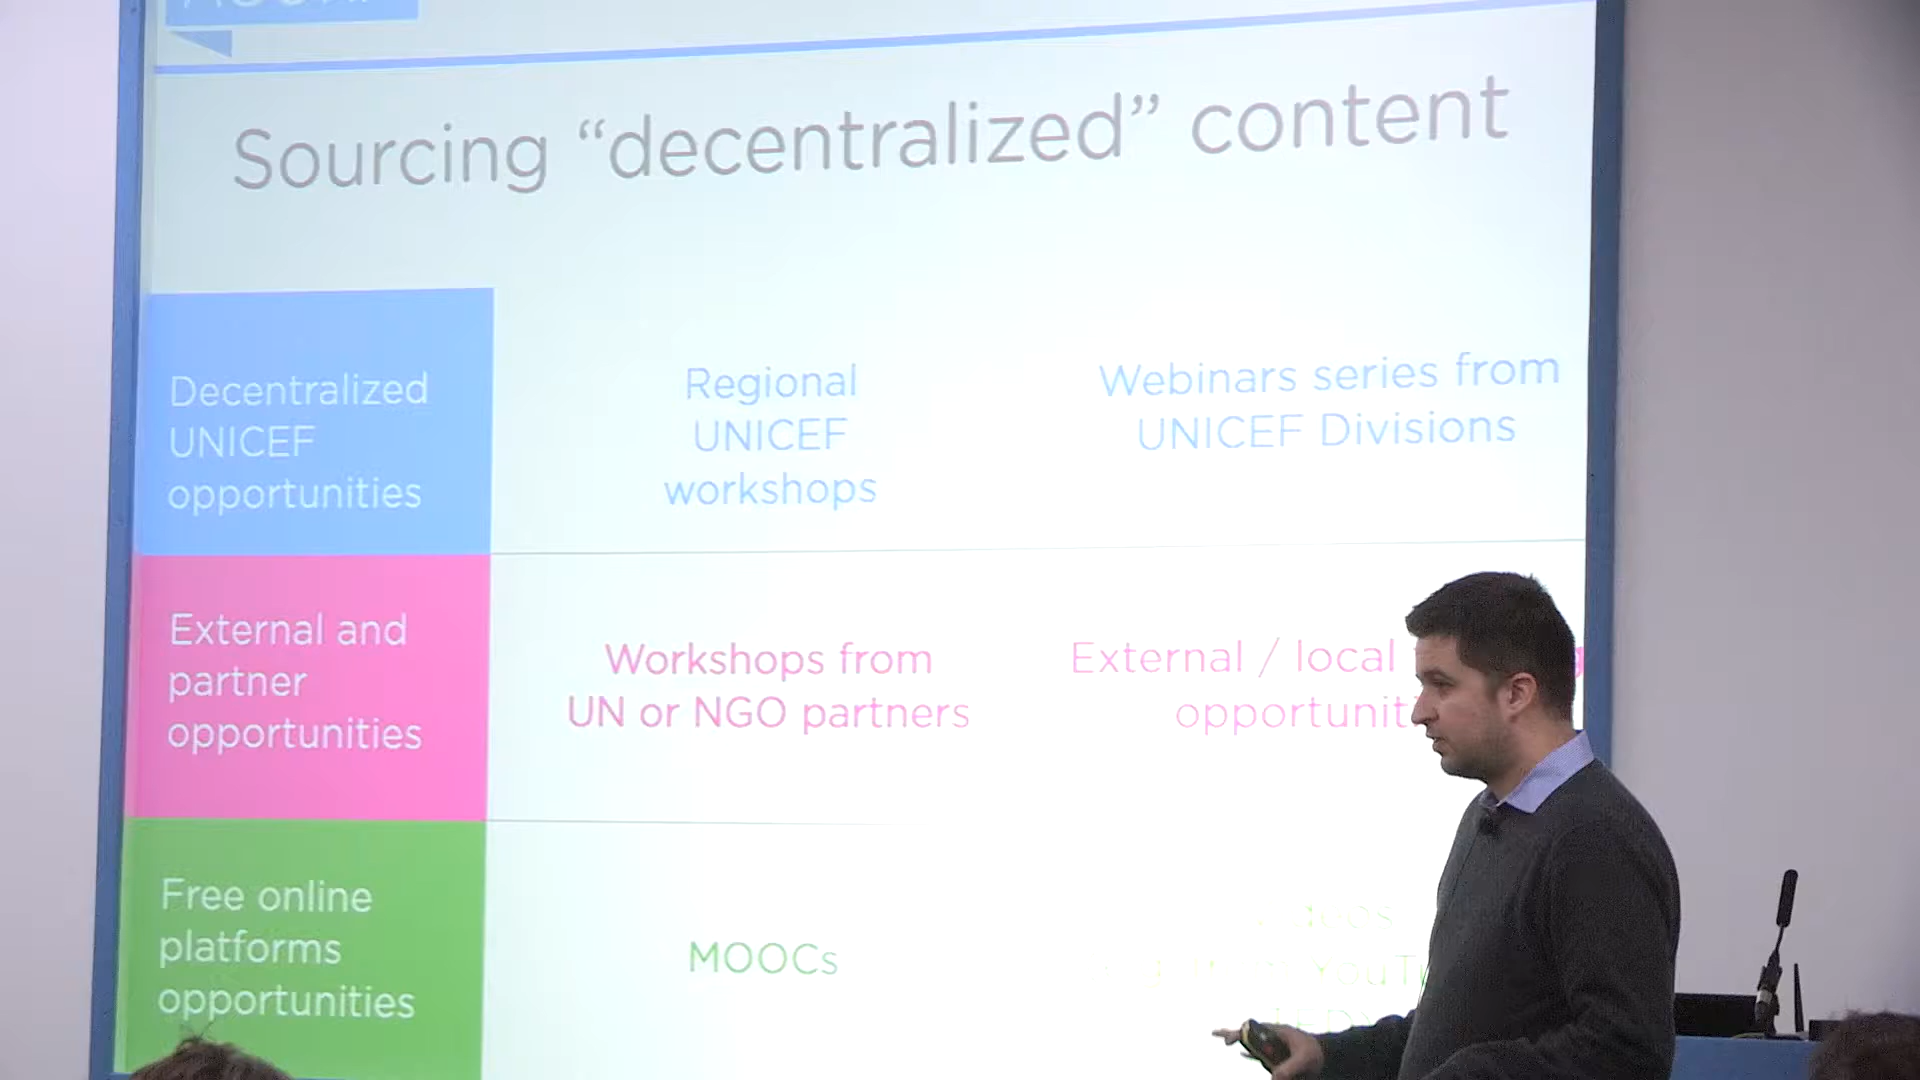 Sourcing “decentralized” content
Decentralized
UNICEF
opportunities
Regional
UNICEF
workshops
Webinars series from
UNICEF Divisions
External and
partner
opportunities
Workshops from
UN or NGO partners
External / local
Free online
platforms
opportunities
MOOCs